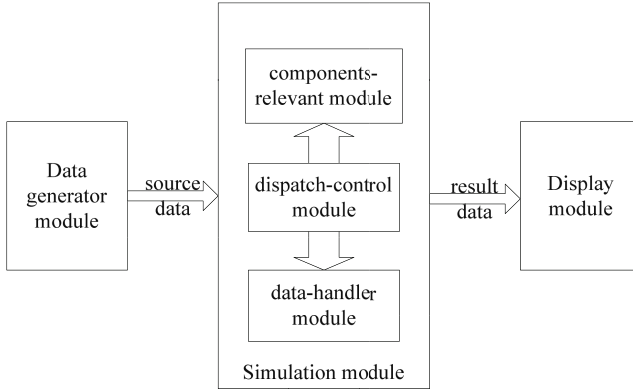 components-
relevant module
Data
generator
module
source
data
dispatch-control
module
result
data
Display
module
data-handler
module
Simulation module